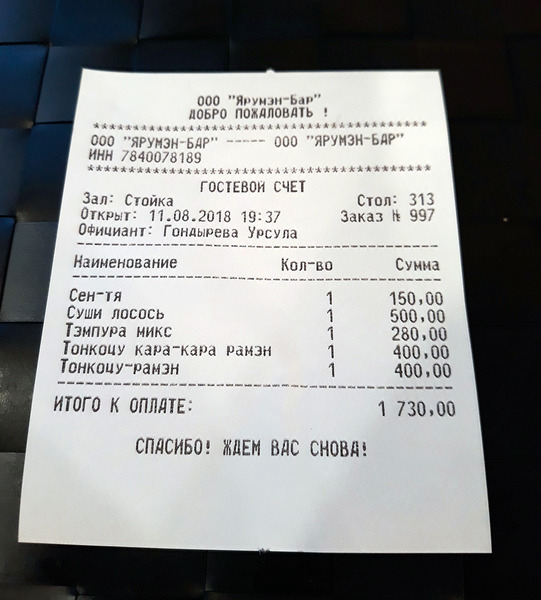 ООО "Ярумэн-Бар"
ДОБРО ПОЖАЛОВАТЬ !
****************************************
ООО "ЯРУМЭН-БАР" ----- ООО "ЯРУМЭН-БАР"
ИНН 7840078189
****************************************
ГОСТЕВОЙ СЧЕТ
Зал: Стойка Стол: 313
Открыт: 11.08.2018 19:37 Заказ № 997
Официант: Гондырева Урсула
----------------------------------------
Наименование Кол-во Сумма
----------------------------------------
Сен-тя 1 150,00
Суши лосось 1 500,00
Тэмпура микс 1 280,00
Тонкоцу кара-кара рамэн 1 400,00
Тонкоцу-рамэн 1 400,00
----------------------------------------
ИТОГО К ОПЛАТЕ: 1 730,00
СПАСИБО! ЖДЕМ ВАС СНОВА!